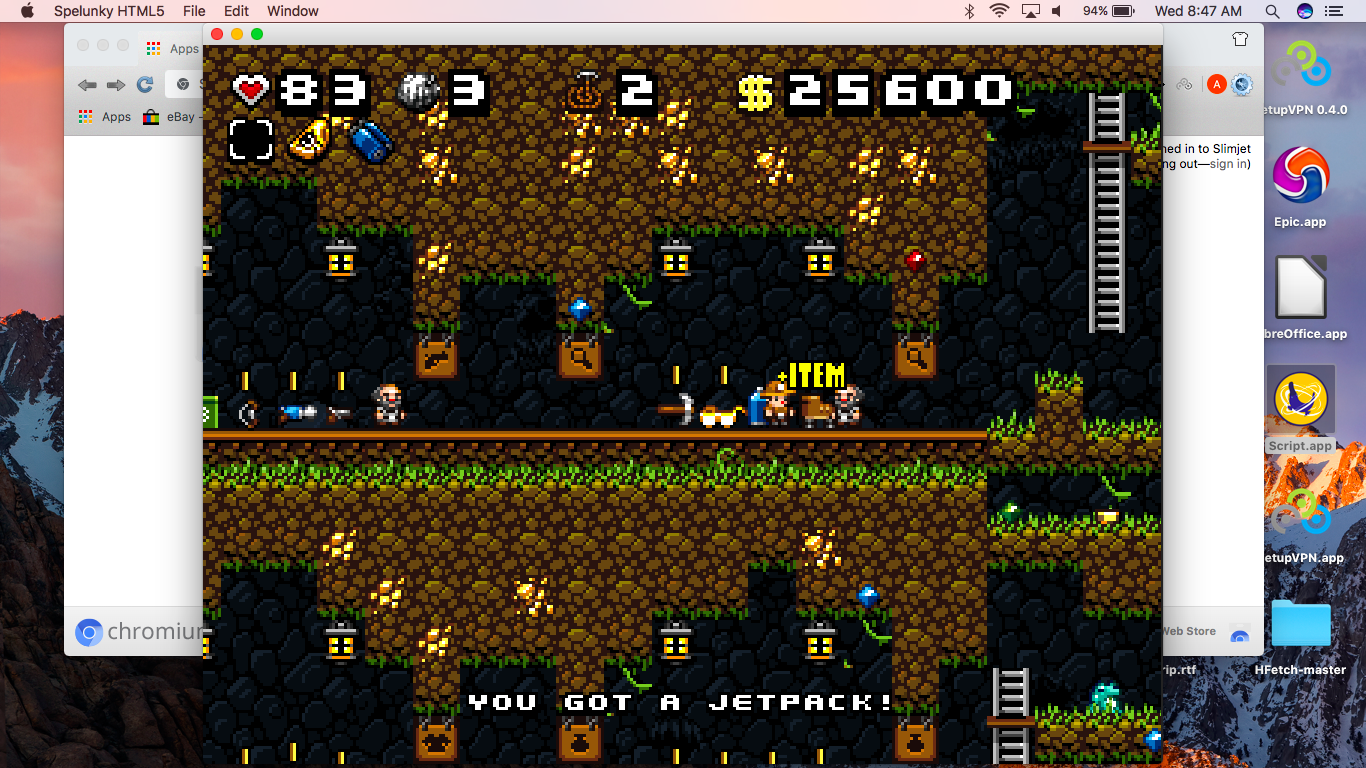 Spelunky HTML5 File Edit Window 94% Wed 8:47 AM
Apps
83 3 2 $25600
A
etupVPN 0.4.0
Apps eBay -
ned in to Slimjet
ng out—sign in)
Epic.app
breOffice.app
+ITEM
Script.app
etupVPN.app
chromium
Web Store
rip.rtf HFetch-master
YOU GOT A JETPACK!